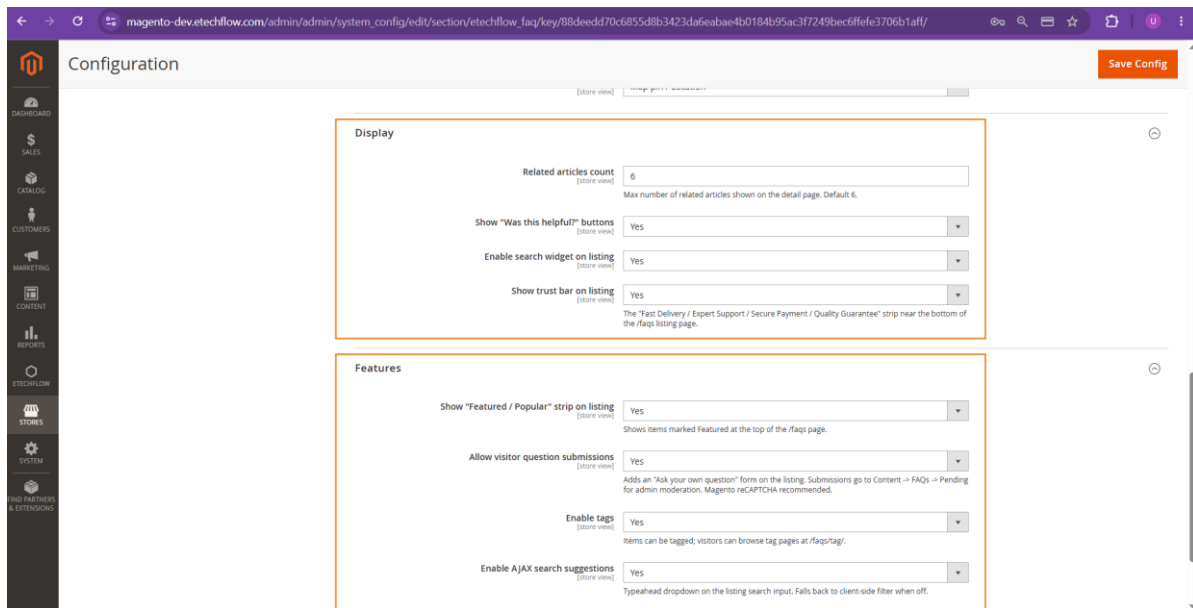 magento-dev.etechflow.com/admin/admin/system_config/edit/section/etechflow_faq/key/88deedd70c6855d8b3423da6eabae4b0184b95ac3f7249bec6ffefe3706b1aff/
U
Configuration
Save Config
[store view]
Map pin / Location
DASHBOARD
SALES
CATALOG
CUSTOMERS
MARKETING
CONTENT
REPORTS
ETECHFLOW
STORES
SYSTEM
FIND PARTNERS
& EXTENSIONS
Display
Related articles count
[store view]
6
Max number of related articles shown on the detail page. Default 6.
Show "Was this helpful?" buttons
[store view]
Yes
Enable search widget on listing
[store view]
Yes
Show trust bar on listing
[store view]
Yes
The "Fast Delivery / Expert Support / Secure Payment / Quality Guarantee" strip near the bottom of
the /faqs listing page.
Features
Show "Featured / Popular" strip on listing
[store view]
Yes
Shows items marked Featured at the top of the /faqs page.
Allow visitor question submissions
[store view]
Yes
Adds an "Ask your own question" form on the listing. Submissions go to Content -> FAQs -> Pending
for admin moderation. Magento reCAPTCHA recommended.
Enable tags
[store view]
Yes
Items can be tagged; visitors can browse tag pages at /faqs/tag/.
Enable AJAX search suggestions
[store view]
Yes
Typeahead dropdown on the listing search input. Falls back to client-side filter when off.